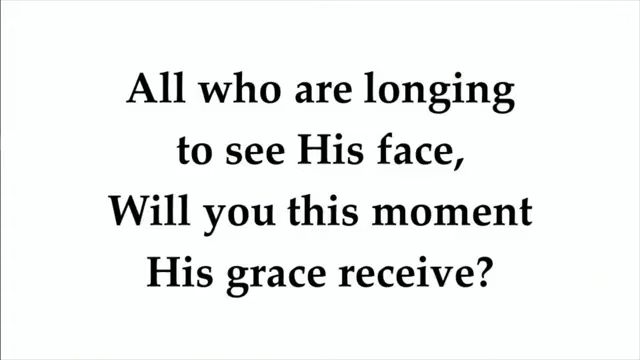 All who are longing
to see His face,
Will you this moment
His grace receive?